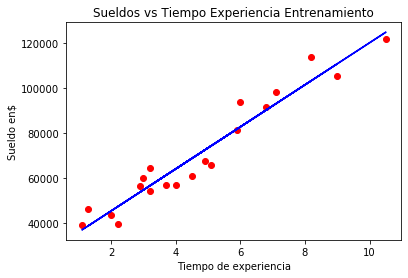 Sueldos vs Tiempo Experiencia Entrenamiento
120000
100000
80000
60000
40000
Sueldo en$
2 4 6 8 10
Tiempo de experiencia